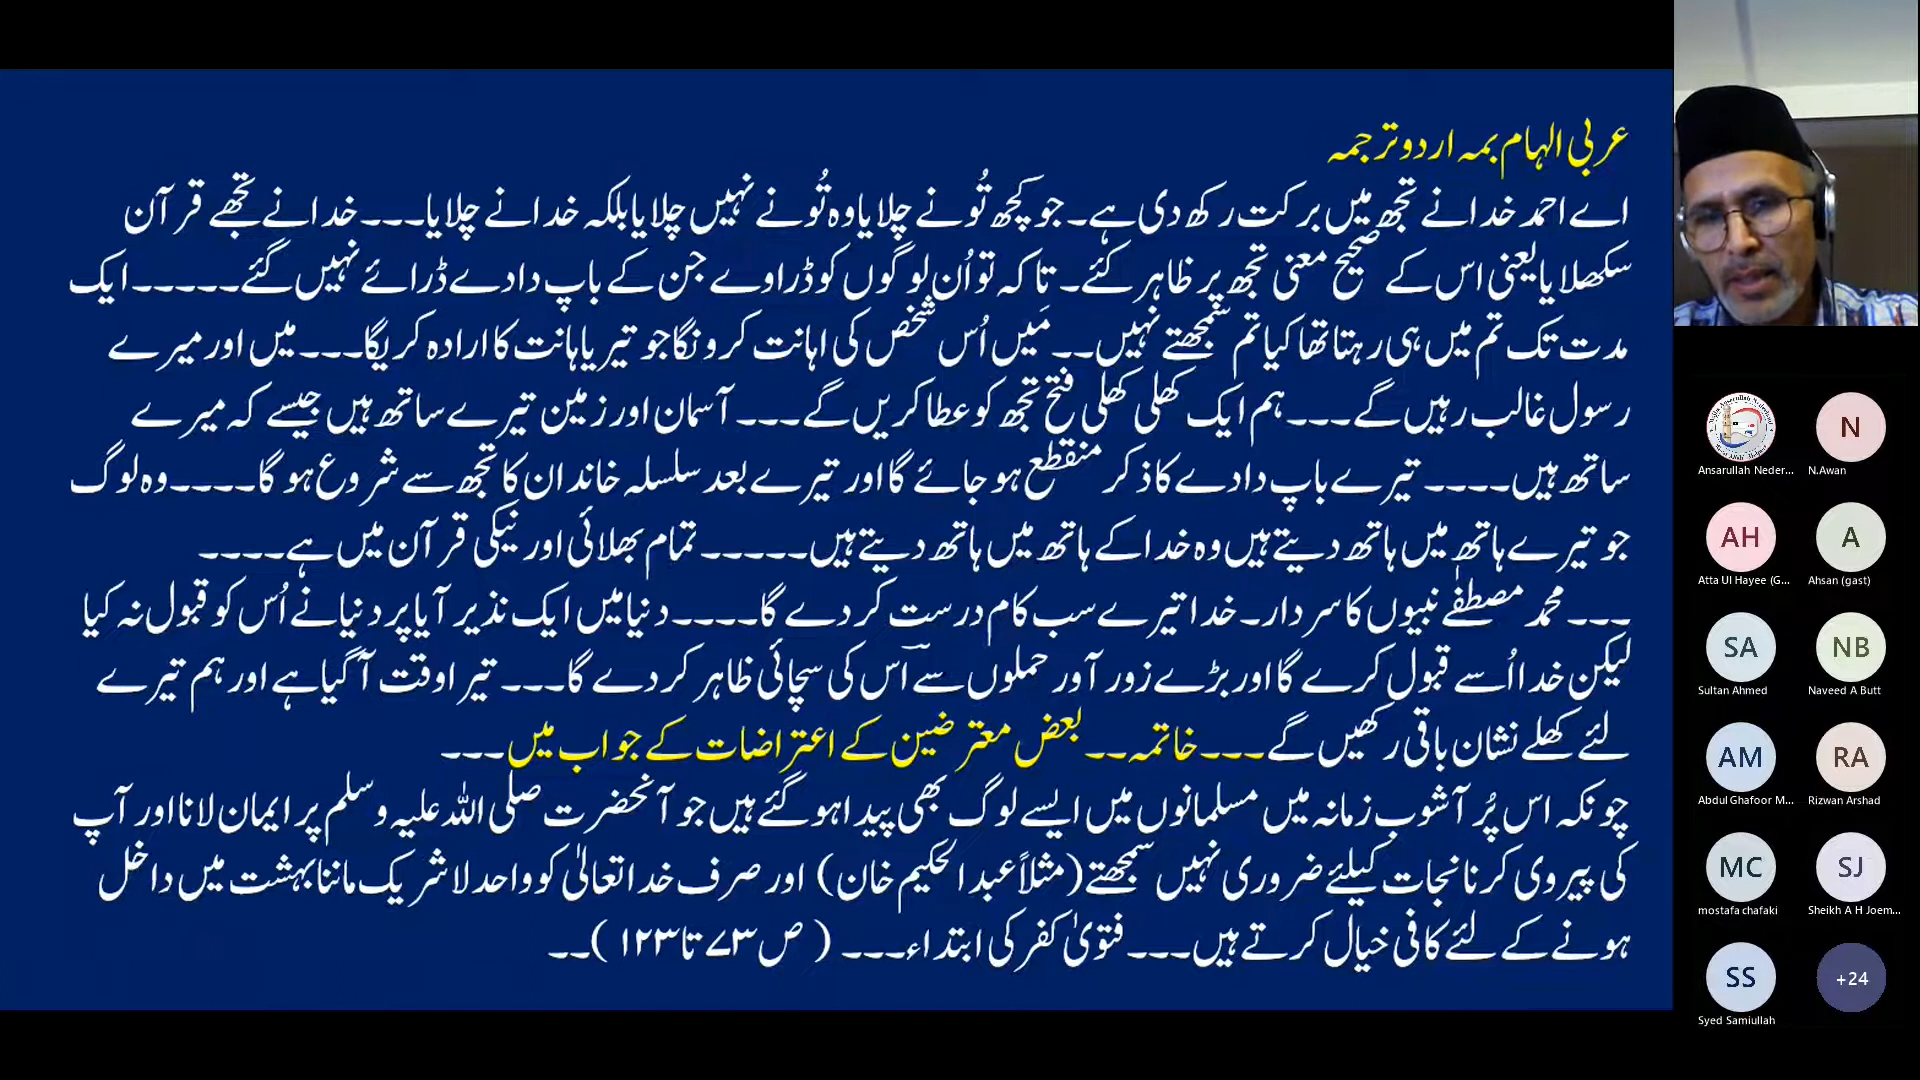 عربی الہام بمہ اردو ترجمہ
اے احمد خدا نے تجھ میں برکت رکھ دی ہے۔ جو کچھ تُو نے چلایا وہ تُو نے نہیں چلایا بلکہ خدا نے چلایا۔۔۔ خدا نے تجھے قرآن
سکھلایا یعنی اس کے صحیح معنی تجھ پر ظاہر کئے۔ تا کہ تو اُن لوگوں کو ڈراوے جن کے باپ دادے ڈرائے نہیں گئے۔۔۔۔۔ ایک
مدت تک تم میں ہی رہتا تھا کیا تم سمجھتے نہیں۔۔ مَیں اُس شخص کی اہانت کرونگا جو تیر یاہانت کا ارادہ کریگا۔۔۔ میں اور میرے
رسول غالب رہیں گے۔۔۔ ہم ایک کھلی کھلی فتح تجھ کو عطا کریں گے۔۔۔ آسمان اور زمین تیرے ساتھ ہیں جیسے کہ میرے
ساتھ ہیں۔۔۔۔ تیرے باپ دادے کا ذکر منقطع ہو جائے گا اور تیرے بعد سلسلہ خاندان کا تجھ سے شروع ہو گا۔۔۔۔ وہ لوگ
جو تیرے ہاتھ میں ہاتھ دیتے ہیں وہ خدا کے ہاتھ میں ہاتھ دیتے ہیں۔۔۔۔۔ تمام بھلائی اور نیکی قرآن میں ہے۔۔۔۔
۔۔۔ محمد مصطفٰے نبیوں کا سردار۔ خدا تیرے سب کام درست کر دے گا۔۔۔۔ دنیا میں ایک نذیر آیا پر دنیا نے اُس کو قبول نہ کیا
لیکن خدا اُسے قبول کرے گا اور بڑے زور آور حملوں سے اُس کی سچائی ظاہر کر دے گا۔۔۔ تیرا وقت آ گیا ہے اور ہم تیرے
لئے کھلے نشان باقی رکھیں گے۔۔۔ خاتمہ۔۔ بعض معترضین کے اعتراضات کے جواب میں۔۔۔
چونکہ اس پُر آشوب زمانہ میں مسلمانوں میں ایسے لوگ بھی پیدا ہو گئے ہیں جو آنحضرت صلی اللہ علیہ وسلم پر ایمان لانا اور آپ
کی پیروی کرنا نجات کیلئے ضروری نہیں سمجھتے (مثلاً عبدالحکیم خان) اور صرف خدا تعالیٰ کو واحد لا شریک ماننا بہشت میں داخل
ہونے کے لئے کافی خیال کرتے ہیں۔۔۔ فتویٰ کفر کی ابتداء۔۔۔ ( ص ۷۳ تا ۱۲۳ )۔۔
Ansarullah Neder...
N
N.Awan
AH
Atta Ul Hayee (G...
A
Ahsan (gast)
SA
Sultan Ahmed
NB
Naveed A Butt
AM
Abdul Ghafoor M...
RA
Rizwan Arshad
MC
mostafa chafaki
SJ
Sheikh A H Joem...
SS
Syed Samiullah
+24